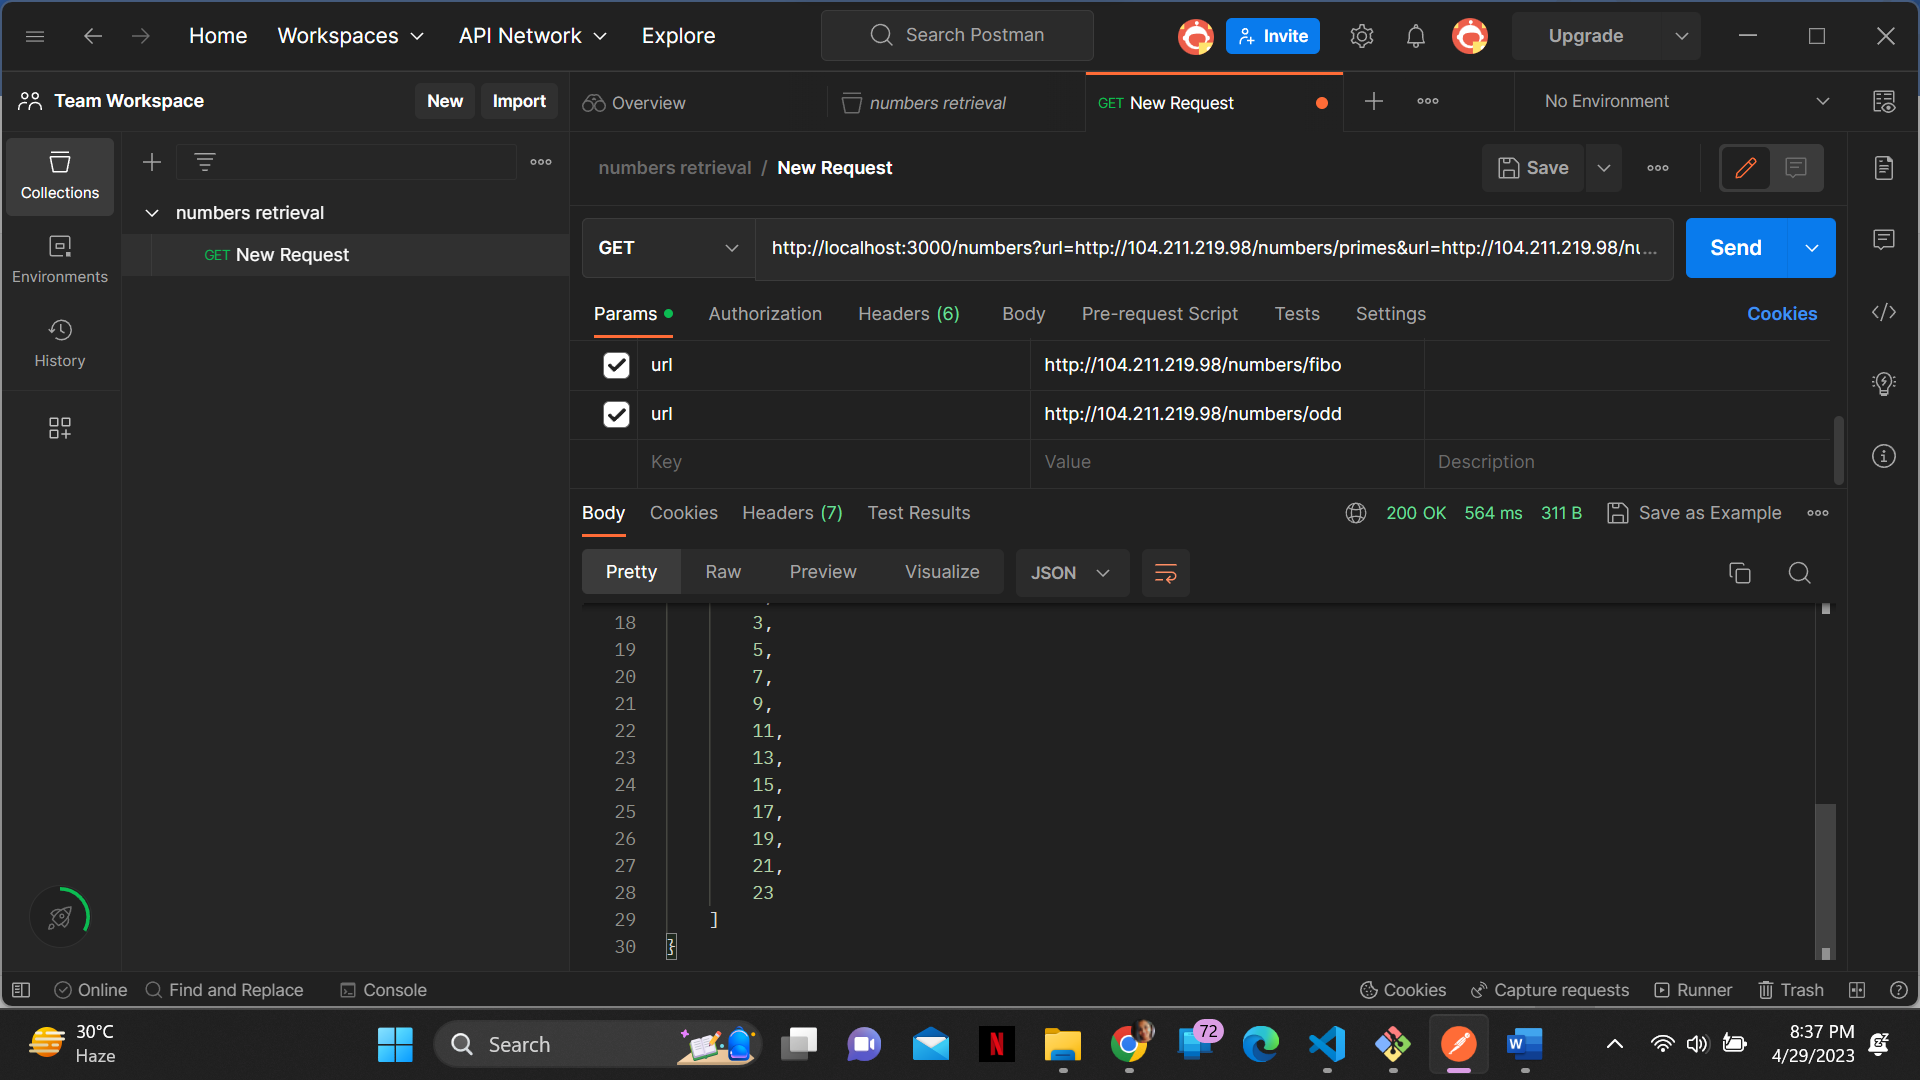 Home Workspaces API Network Explore Search Postman Invite Upgrade
Team Workspace New Import Overview numbers retrieval GET New Request No Environment
Collections
Environments
History
numbers retrieval
GET New Request
numbers retrieval / New Request Save
GET http://localhost:3000/numbers?url=http://104.211.219.98/numbers/primes&url=http://104.211.219.98/nu... Send
Params Authorization Headers (6) Body Pre-request Script Tests Settings Cookies
url http://104.211.219.98/numbers/fibo
url http://104.211.219.98/numbers/odd
Key Value Description
Body Cookies Headers (7) Test Results 200 OK 564 ms 311 B Save as Example
Pretty Raw Preview Visualize JSON
18 3,
19 5,
20 7,
21 9,
22 11,
23 13,
24 15,
25 17,
26 19,
27 21,
28 23
29 ]
30 }
Online Find and Replace Console Cookies Capture requests Runner Trash
30°C
Haze
Search
72
8:37 PM
4/29/2023